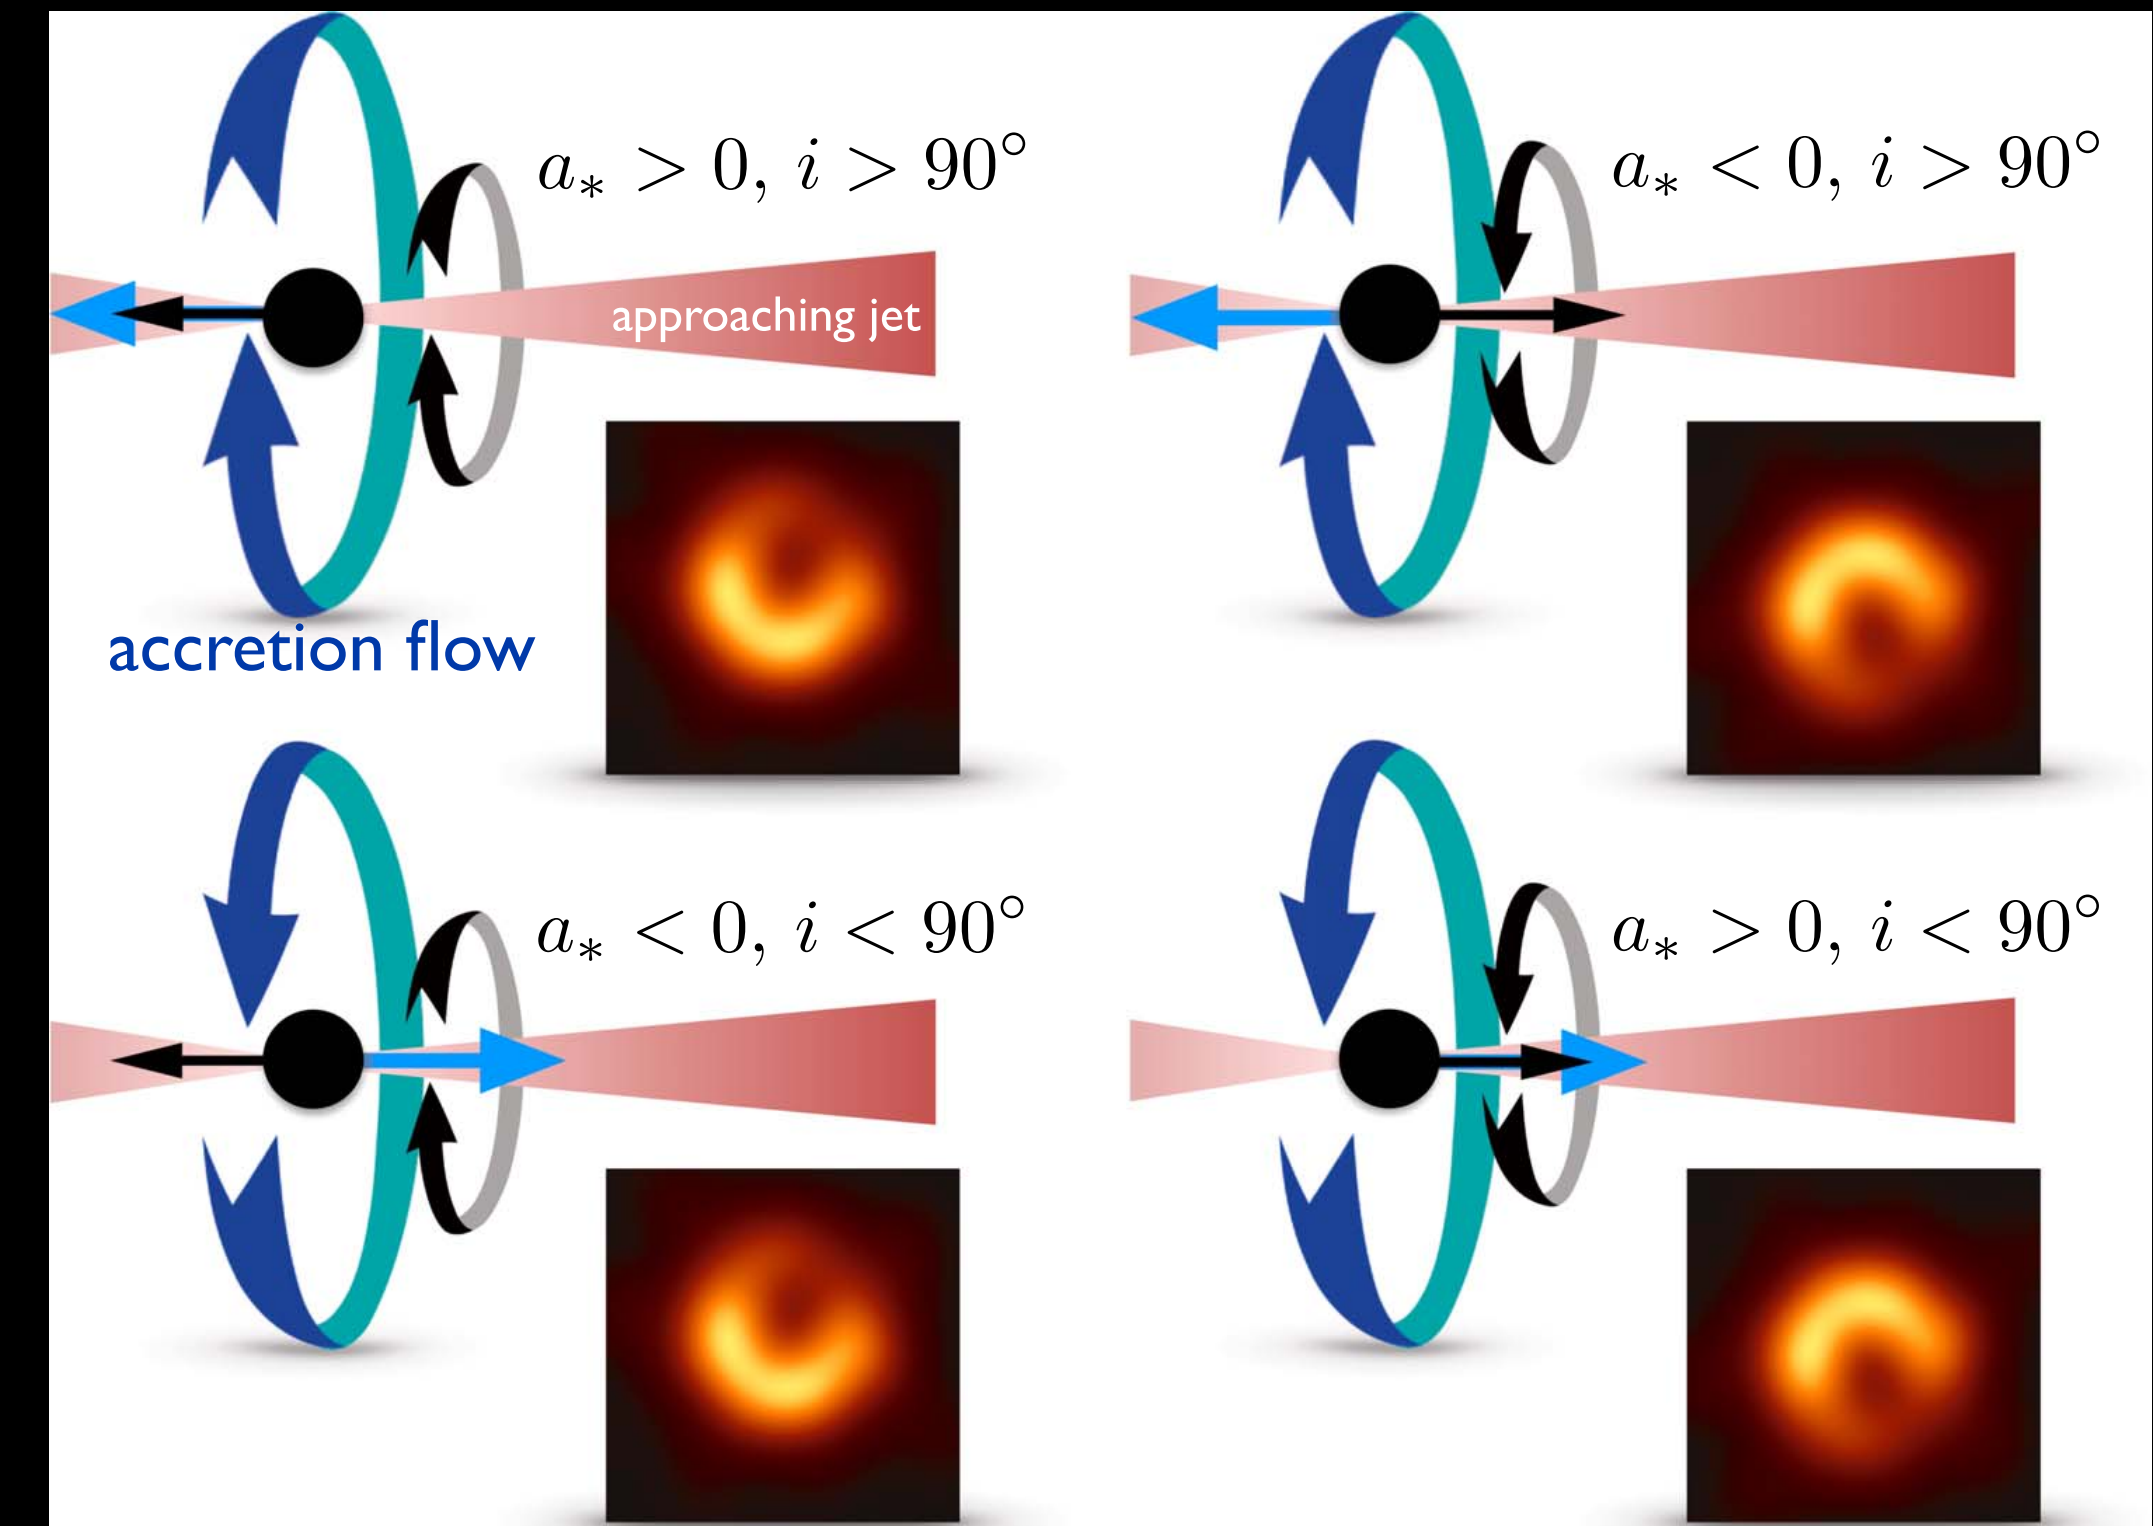 a∗ > 0, i > 90°
a∗ < 0, i > 90°
approaching jet
accretion flow
a∗ < 0, i < 90°
a∗ > 0, i < 90°